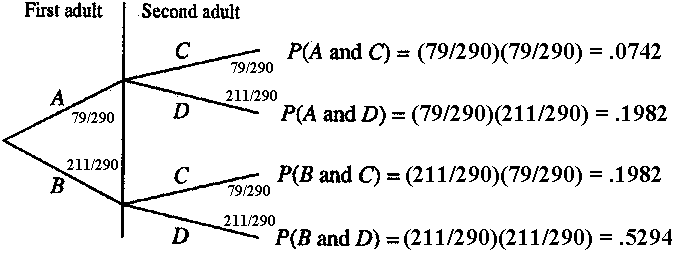 First adult
Second adult
C
79/290
P(A and C) = (79/290)(79/290) = .0742
A
79/290
D
211/290
P(A and D) = (79/290)(211/290) = .1982
B
211/290
C
79/290
P(B and C) = (211/290)(79/290) = .1982
D
211/290
P(B and D) = (211/290)(211/290) = .5294